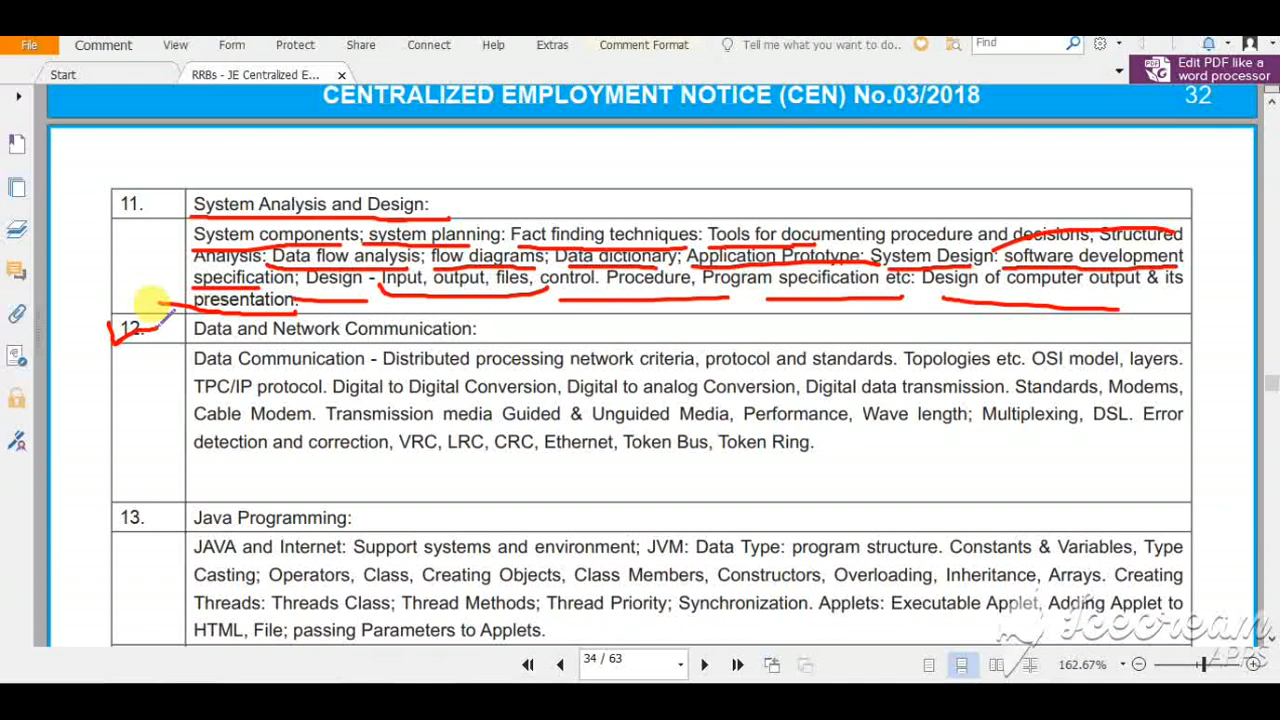 File Comment View Form Protect Share Connect Help Extras Comment Format Tell me what you want to do.. Find
Start RRBs - JE Centralized E... Edit PDF like a
word processor
CENTRALIZED EMPLOYMENT NOTICE (CEN) No.03/2018 32
11. System Analysis and Design:
System components; system planning: Fact finding techniques: Tools for documenting procedure and decisions, Structured
Analysis: Data flow analysis; flow diagrams; Data dictionary; Application Prototype: System Design: software development
specification; Design - Input, output, files, control. Procedure, Program specification etc: Design of computer output & its
presentation.
12. Data and Network Communication:
Data Communication - Distributed processing network criteria, protocol and standards. Topologies etc. OSI model, layers.
TPC/IP protocol. Digital to Digital Conversion, Digital to analog Conversion, Digital data transmission. Standards, Modems,
Cable Modem. Transmission media Guided & Unguided Media, Performance, Wave length; Multiplexing, DSL. Error
detection and correction, VRC, LRC, CRC, Ethernet, Token Bus, Token Ring.
13. Java Programming:
JAVA and Internet: Support systems and environment; JVM: Data Type: program structure. Constants & Variables, Type
Casting; Operators, Class, Creating Objects, Class Members, Constructors, Overloading, Inheritance, Arrays. Creating
Threads: Threads Class; Thread Methods; Thread Priority; Synchronization. Applets: Executable Applet, Adding Applet to
HTML, File; passing Parameters to Applets.
Icecream
APPS
34 / 63 162.67%